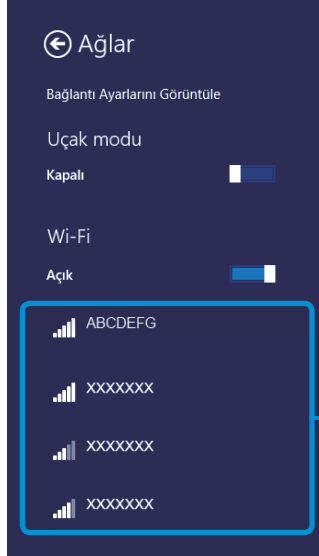 Ağlar
Bağlantı Ayarlarını Görüntüle
Uçak modu
Kapalı
Wi-Fi
Açık
ABCDEFG
XXXXXXX
XXXXXXX
XXXXXXX